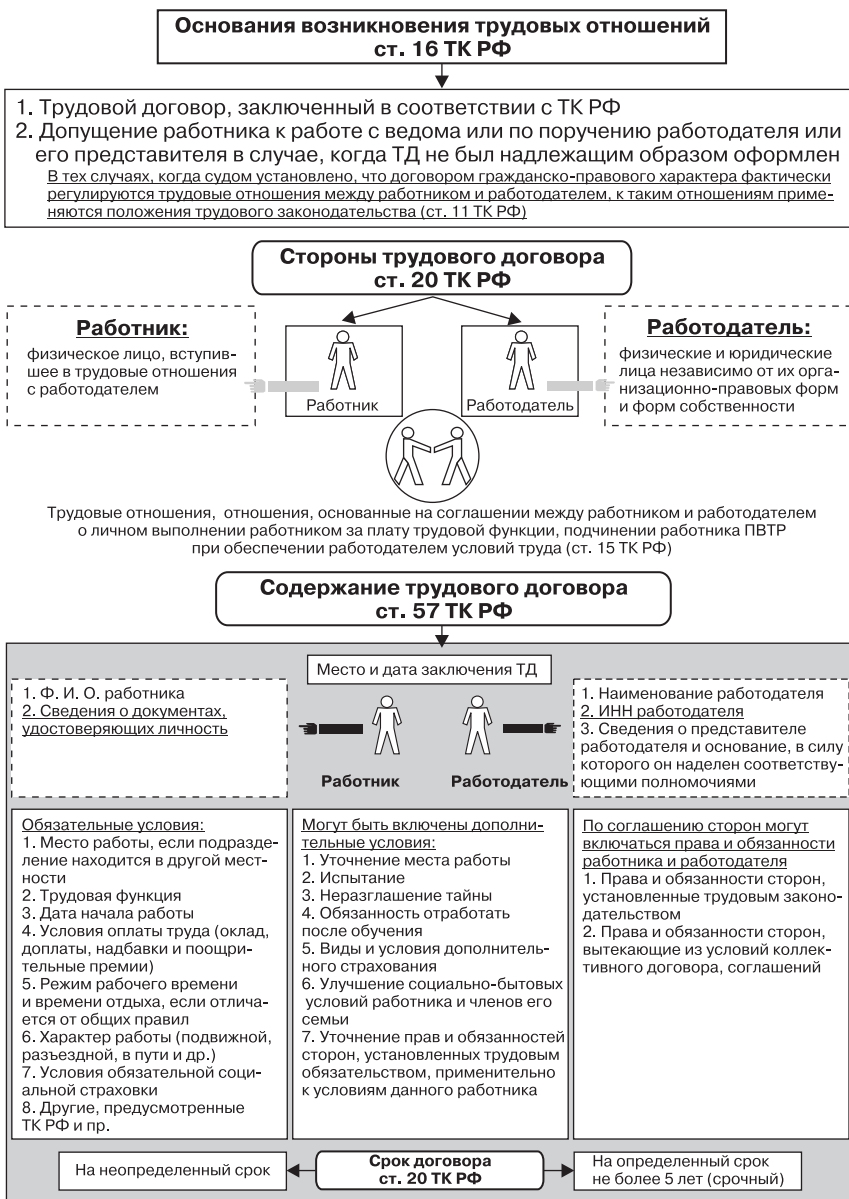 Основания возникновения трудовых отношений
ст. 16 ТК РФ
1. Трудовой договор, заключенный в соответствии с ТК РФ
2. Допущение работника к работе с ведома или по поручению работодателя или
его представителя в случае, когда ТД не был надлежащим образом оформлен
В тех случаях, когда судом установлено, что договором гражданско-правового характера фактически
регулируются трудовые отношения между работником и работодателем, к таким отношениям приме-
няются положения трудового законодательства (ст. 11 ТК РФ)
Стороны трудового договора
ст. 20 ТК РФ
Работник:
физическое лицо, вступив-
шее в трудовые отношения
с работодателем
Работник
Работодатель
Работодатель:
физические и юридические
лица независимо от их орга-
низационно-правовых форм
и форм собственности
Трудовые отношения, отношения, основанные на соглашении между работником и работодателем
о личном выполнении работником за плату трудовой функции, подчинении работника ПВТР
при обеспечении работодателем условий труда (ст. 15 ТК РФ)
Содержание трудового договора
ст. 57 ТК РФ
Место и дата заключения ТД
1. Ф. И. О. работника
2. Сведения о документах,
удостоверяющих личность
Работник
Работодатель
1. Наименование работодателя
2. ИНН работодателя
3. Сведения о представителе
работодателя и основание, в силу
которого он наделен соответству-
ющими полномочиями
Обязательные условия:
1. Место работы, если подразде-
ление находится в другой мест-
ности
2. Трудовая функция
3. Дата начала работы
4. Условия оплаты труда (оклад,
доплаты, надбавки и поощри-
тельные премии)
5. Режим рабочего времени
и времени отдыха, если отлича-
ется от общих правил
6. Характер работы (подвижной,
разъездной, в пути и др.)
7. Условия обязательной соци-
альной страховки
8. Другие, предусмотренные
ТК РФ и пр.
Могут быть включены дополни-
тельные условия:
1. Уточнение места работы
2. Испытание
3. Неразглашение тайны
4. Обязанность отработать
после обучения
5. Виды и условия дополнитель-
ного страхования
6. Улучшение социально-бытовых
условий работника и членов его
семьи
7. Уточнение прав и обязанностей
сторон, установленных трудовым
обязательством, применительно
к условиям данного работника
По соглашению сторон могут
включаться права и обязанности
работника и работодателя
1. Права и обязанности сторон,
установленные трудовым законо-
дательством
2. Права и обязанности сторон,
вытекающие из условий коллек-
тивного договора, соглашений
На неопределенный срок
Срок договора
ст. 20 ТК РФ
На определенный срок
не более 5 лет (срочный)